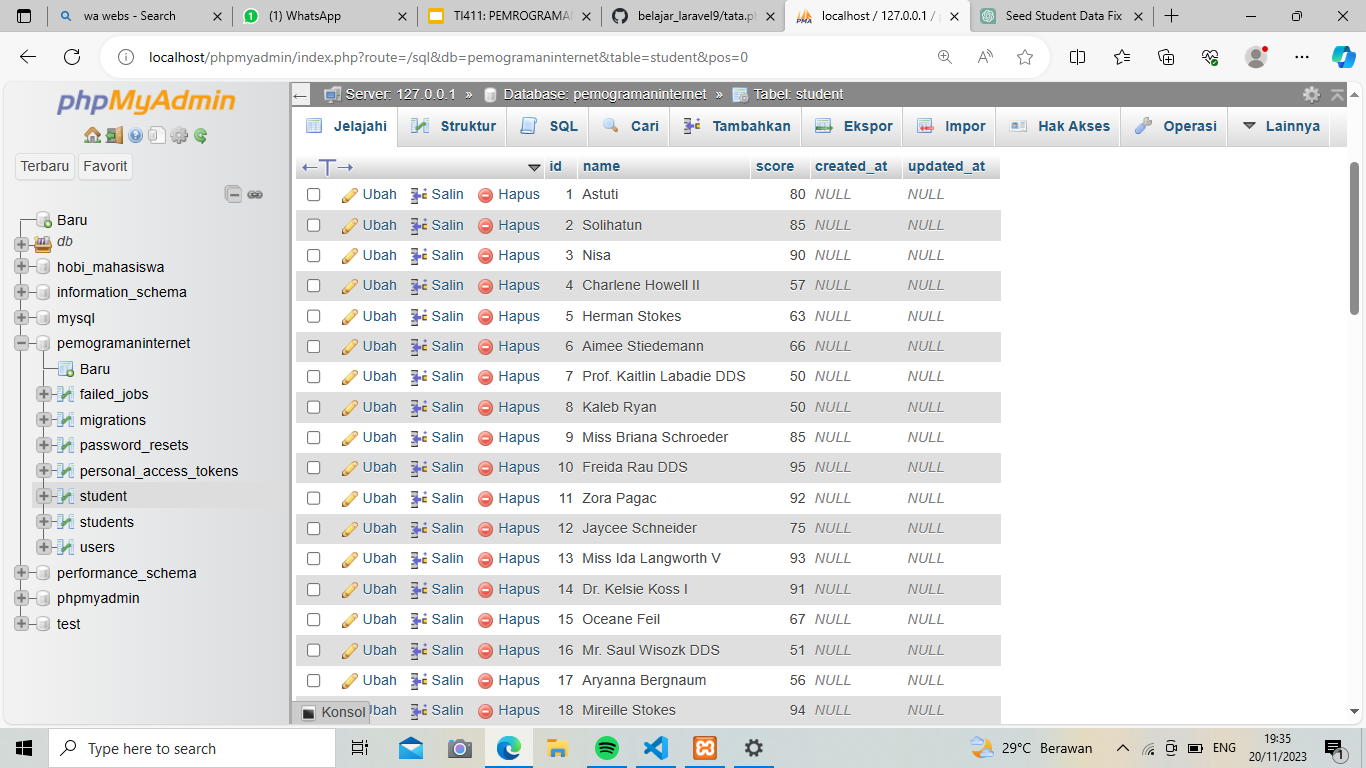 wa webs - Search
(1) WhatsApp
TI411: PEMROGRAMAN
belajar_laravel9/tata.p
localhost / 127.0.0.1 / p
Seed Student Data Fix
localhost/phpmyadmin/index.php?route=/sql&db=pemogramaninternet&table=student&pos=0
phpMyAdmin
Terbaru Favorit
Baru
db
hobi_mahasiswa
information_schema
mysql
pemogramaninternet
Baru
failed_jobs
migrations
password_resets
personal_access_tokens
student
students
users
performance_schema
phpmyadmin
test
Server: 127.0.0.1 » Database: pemogramaninternet » Tabel: student
Jelajahi Struktur SQL Cari Tambahkan Ekspor Impor Hak Akses Operasi Lainnya
id name score created_at updated_at
Ubah Salin Hapus 1 Astuti 80 NULL NULL
Ubah Salin Hapus 2 Solihatun 85 NULL NULL
Ubah Salin Hapus 3 Nisa 90 NULL NULL
Ubah Salin Hapus 4 Charlene Howell II 57 NULL NULL
Ubah Salin Hapus 5 Herman Stokes 63 NULL NULL
Ubah Salin Hapus 6 Aimee Stiedemann 66 NULL NULL
Ubah Salin Hapus 7 Prof. Kaitlin Labadie DDS 50 NULL NULL
Ubah Salin Hapus 8 Kaleb Ryan 50 NULL NULL
Ubah Salin Hapus 9 Miss Briana Schroeder 85 NULL NULL
Ubah Salin Hapus 10 Freida Rau DDS 95 NULL NULL
Ubah Salin Hapus 11 Zora Pagac 92 NULL NULL
Ubah Salin Hapus 12 Jaycee Schneider 75 NULL NULL
Ubah Salin Hapus 13 Miss Ida Langworth V 93 NULL NULL
Ubah Salin Hapus 14 Dr. Kelsie Koss I 91 NULL NULL
Ubah Salin Hapus 15 Oceane Feil 67 NULL NULL
Ubah Salin Hapus 16 Mr. Saul Wisozk DDS 51 NULL NULL
Ubah Salin Hapus 17 Aryanna Bergnaum 56 NULL NULL
Salin Hapus 18 Mireille Stokes 94 NULL NULL
Konsol
Type here to search
29°C Berawan
ENG
19:35
20/11/2023
1